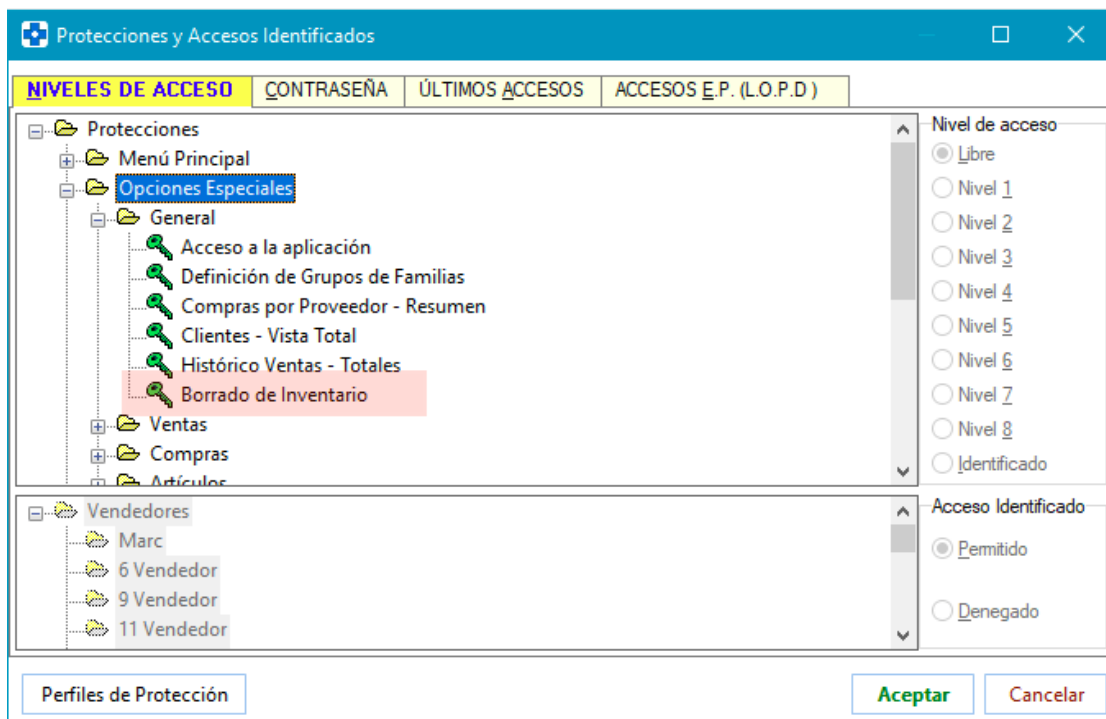 Protecciones y Accesos Identificados
NIVELES DE ACCESO
CONTRASEÑA
ÚLTIMOS ACCESOS
ACCESOS E.P. (L.O.P.D )
Protecciones
Menú Principal
Opciones Especiales
General
Acceso a la aplicación
Definición de Grupos de Familias
Compras por Proveedor - Resumen
Clientes - Vista Total
Histórico Ventas - Totales
Borrado de Inventario
Ventas
Compras
Artículos
Nivel de acceso
Libre
Nivel 1
Nivel 2
Nivel 3
Nivel 4
Nivel 5
Nivel 6
Nivel 7
Nivel 8
Identificado
Vendedores
Marc
6 Vendedor
9 Vendedor
11 Vendedor
Acceso Identificado
Permitido
Denegado
Perfiles de Protección
Aceptar
Cancelar